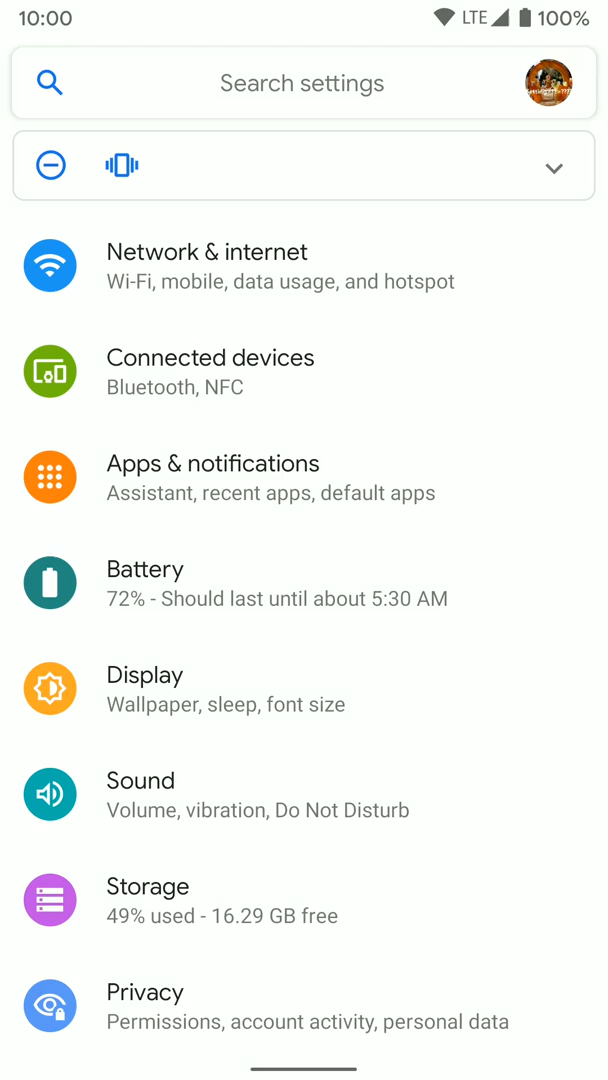 10:00 LTE 100%
Search settings
Network & internet
Wi-Fi, mobile, data usage, and hotspot
Connected devices
Bluetooth, NFC
Apps & notifications
Assistant, recent apps, default apps
Battery
72% - Should last until about 5:30 AM
Display
Wallpaper, sleep, font size
Sound
Volume, vibration, Do Not Disturb
Storage
49% used - 16.29 GB free
Privacy
Permissions, account activity, personal data